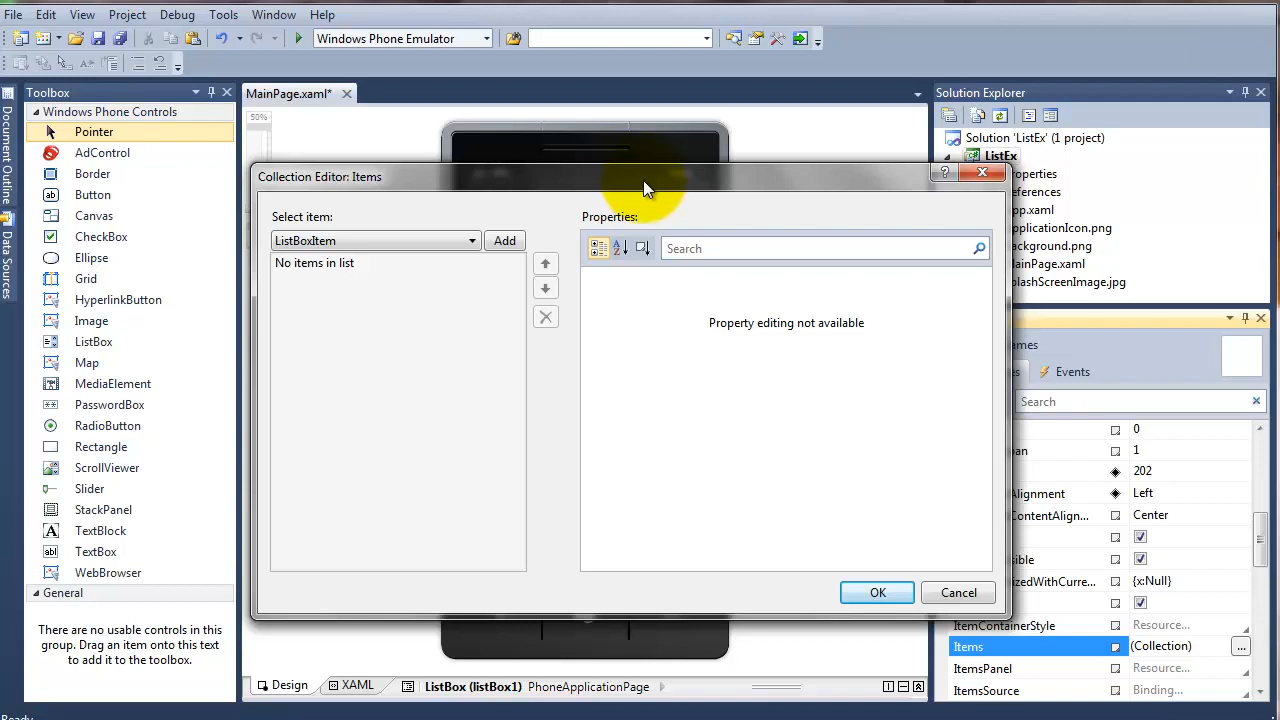 File Edit View Project Debug Tools Window Help
Windows Phone Emulator
Toolbox
MainPage.xaml*
Solution Explorer
Document Outline
Data Sources
Windows Phone Controls
Pointer
AdControl
Border
Button
Canvas
CheckBox
Ellipse
Grid
HyperlinkButton
Image
ListBox
Map
MediaElement
PasswordBox
RadioButton
Rectangle
ScrollViewer
Slider
StackPanel
TextBlock
TextBox
WebBrowser
General
There are no usable controls in this
group. Drag an item onto this text
to add it to the toolbox.
50%
Collection Editor: Items
Select item:
ListBoxItem
Add
No items in list
Properties:
Search
Property editing not available
OK
Cancel
Design
XAML
ListBox (listBox1) PhoneApplicationPage
Solution 'ListEx' (1 project)
ListEx
roperties
eferences
pp.xaml
pplicationIcon.png
ackground.png
ainPage.xaml
plashScreenImage.jpg
ames
es
Events
Search
0
an 1
202
Alignment Left
ContentAlign... Center
sible
izedWithCurre... {x:Null}
ItemContainerStyle Resource...
Items (Collection) ...
ItemsPanel Resource...
ItemsSource Binding...
Ready